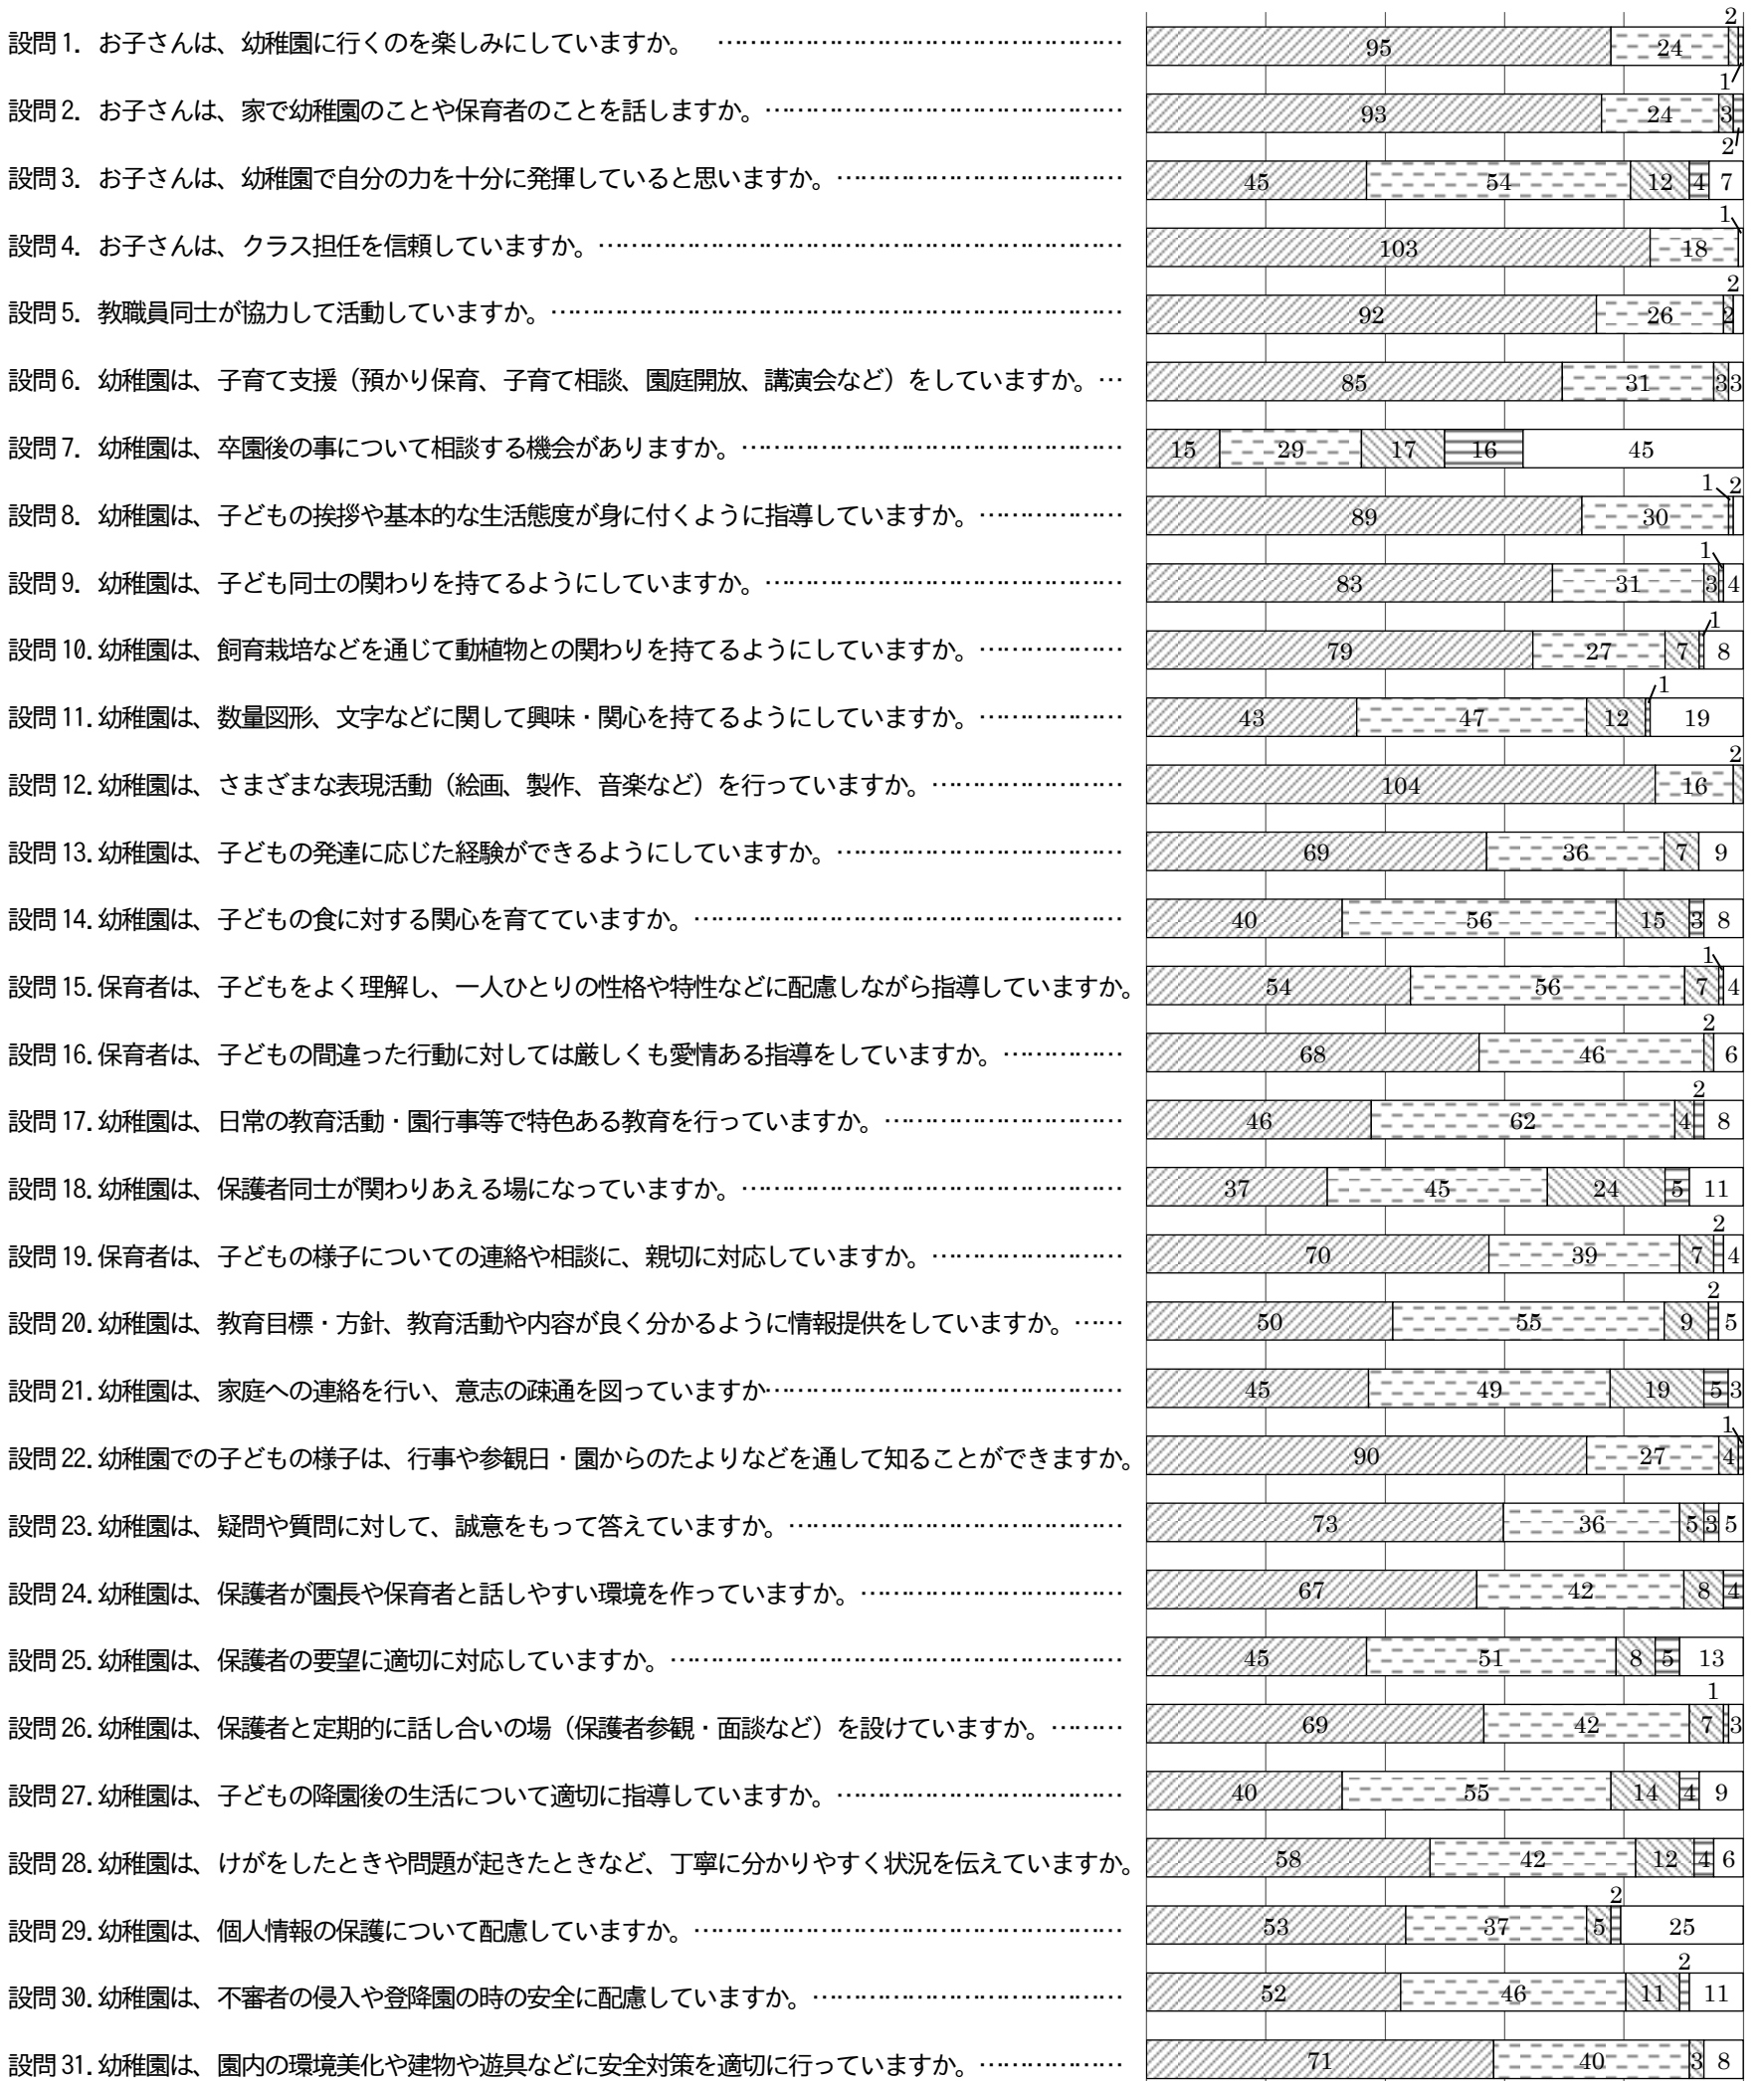 設問1. お子さんは、幼稚園に行くのを楽しみにしていますか。 …………………………………………… 95 24 2 1
設問2. お子さんは、家で幼稚園のことや保育者のことを話しますか。……………………………………… 93 24 3 2
設問3. お子さんは、幼稚園で自分の力を十分に発揮していると思いますか。……………………………… 45 54 12 4 7
設問4. お子さんは、クラス担任を信頼していますか。………………………………………………………… 103 18 1
設問5. 教職員同士が協力して活動していますか。……………………………………………………………… 92 26 2 2
設問6. 幼稚園は、子育て支援（預かり保育、子育て相談、園庭開放、講演会など）をしていますか。… 85 31 3 3
設問7. 幼稚園は、卒園後の事について相談する機会がありますか。………………………………………… 15 29 17 16 45
設問8. 幼稚園は、子どもの挨拶や基本的な生活態度が身に付くように指導していますか。……………… 89 30 1 2
設問9. 幼稚園は、子ども同士の関わりを持てるようにしていますか。……………………………………… 83 31 3 1 4
設問10.幼稚園は、飼育栽培などを通じて動植物との関わりを持てるようにしていますか。……………… 79 27 7 1 8
設問11.幼稚園は、数量図形、文字などに関して興味・関心を持てるようにしていますか。……………… 43 47 12 1 19
設問12.幼稚園は、さまざまな表現活動（絵画、製作、音楽など）を行っていますか。…………………… 104 16 2
設問13.幼稚園は、子どもの発達に応じた経験ができるようにしていますか。……………………………… 69 36 7 9
設問14.幼稚園は、子どもの食に対する関心を育てていますか。……………………………………………… 40 56 15 3 8
設問15.保育者は、子どもをよく理解し、一人ひとりの性格や特性などに配慮しながら指導していますか。 54 56 7 1 4
設問16.保育者は、子どもの間違った行動に対しては厳しくも愛情ある指導をしていますか。…………… 68 46 2 6
設問17.幼稚園は、日常の教育活動・園行事等で特色ある教育を行っていますか。………………………… 46 62 4 2 8
設問18.幼稚園は、保護者同士が関わりあえる場になっていますか。………………………………………… 37 45 24 5 11
設問19.保育者は、子どもの様子についての連絡や相談に、親切に対応していますか。…………………… 70 39 7 2 4
設問20.幼稚園は、教育目標・方針、教育活動や内容が良く分かるように情報提供をしていますか。…… 50 55 9 2 5
設問21.幼稚園は、家庭への連絡を行い、意志の疎通を図っていますか……………………………………… 45 49 19 5 3
設問22.幼稚園での子どもの様子は、行事や参観日・園からのたよりなどを通して知ることができますか。 90 27 4 1
設問23.幼稚園は、疑問や質問に対して、誠意をもって答えていますか。…………………………………… 73 36 5 3 5
設問24.幼稚園は、保護者が園長や保育者と話しやすい環境を作っていますか。…………………………… 67 42 8 4
設問25.幼稚園は、保護者の要望に適切に対応していますか。………………………………………………… 45 51 8 5 13
設問26.幼稚園は、保護者と定期的に話し合いの場（保護者参観・面談など）を設けていますか。……… 69 42 7 1 3
設問27.幼稚園は、子どもの降園後の生活について適切に指導していますか。……………………………… 40 55 14 4 9
設問28.幼稚園は、けがをしたときや問題が起きたときなど、丁寧に分かりやすく状況を伝えていますか。 58 42 12 4 6
設問29.幼稚園は、個人情報の保護について配慮していますか。……………………………………………… 53 37 5 2 25
設問30.幼稚園は、不審者の侵入や登降園の時の安全に配慮していますか。………………………………… 52 46 11 2 11
設問31.幼稚園は、園内の環境美化や建物や遊具などに安全対策を適切に行っていますか。……………… 71 40 3 8